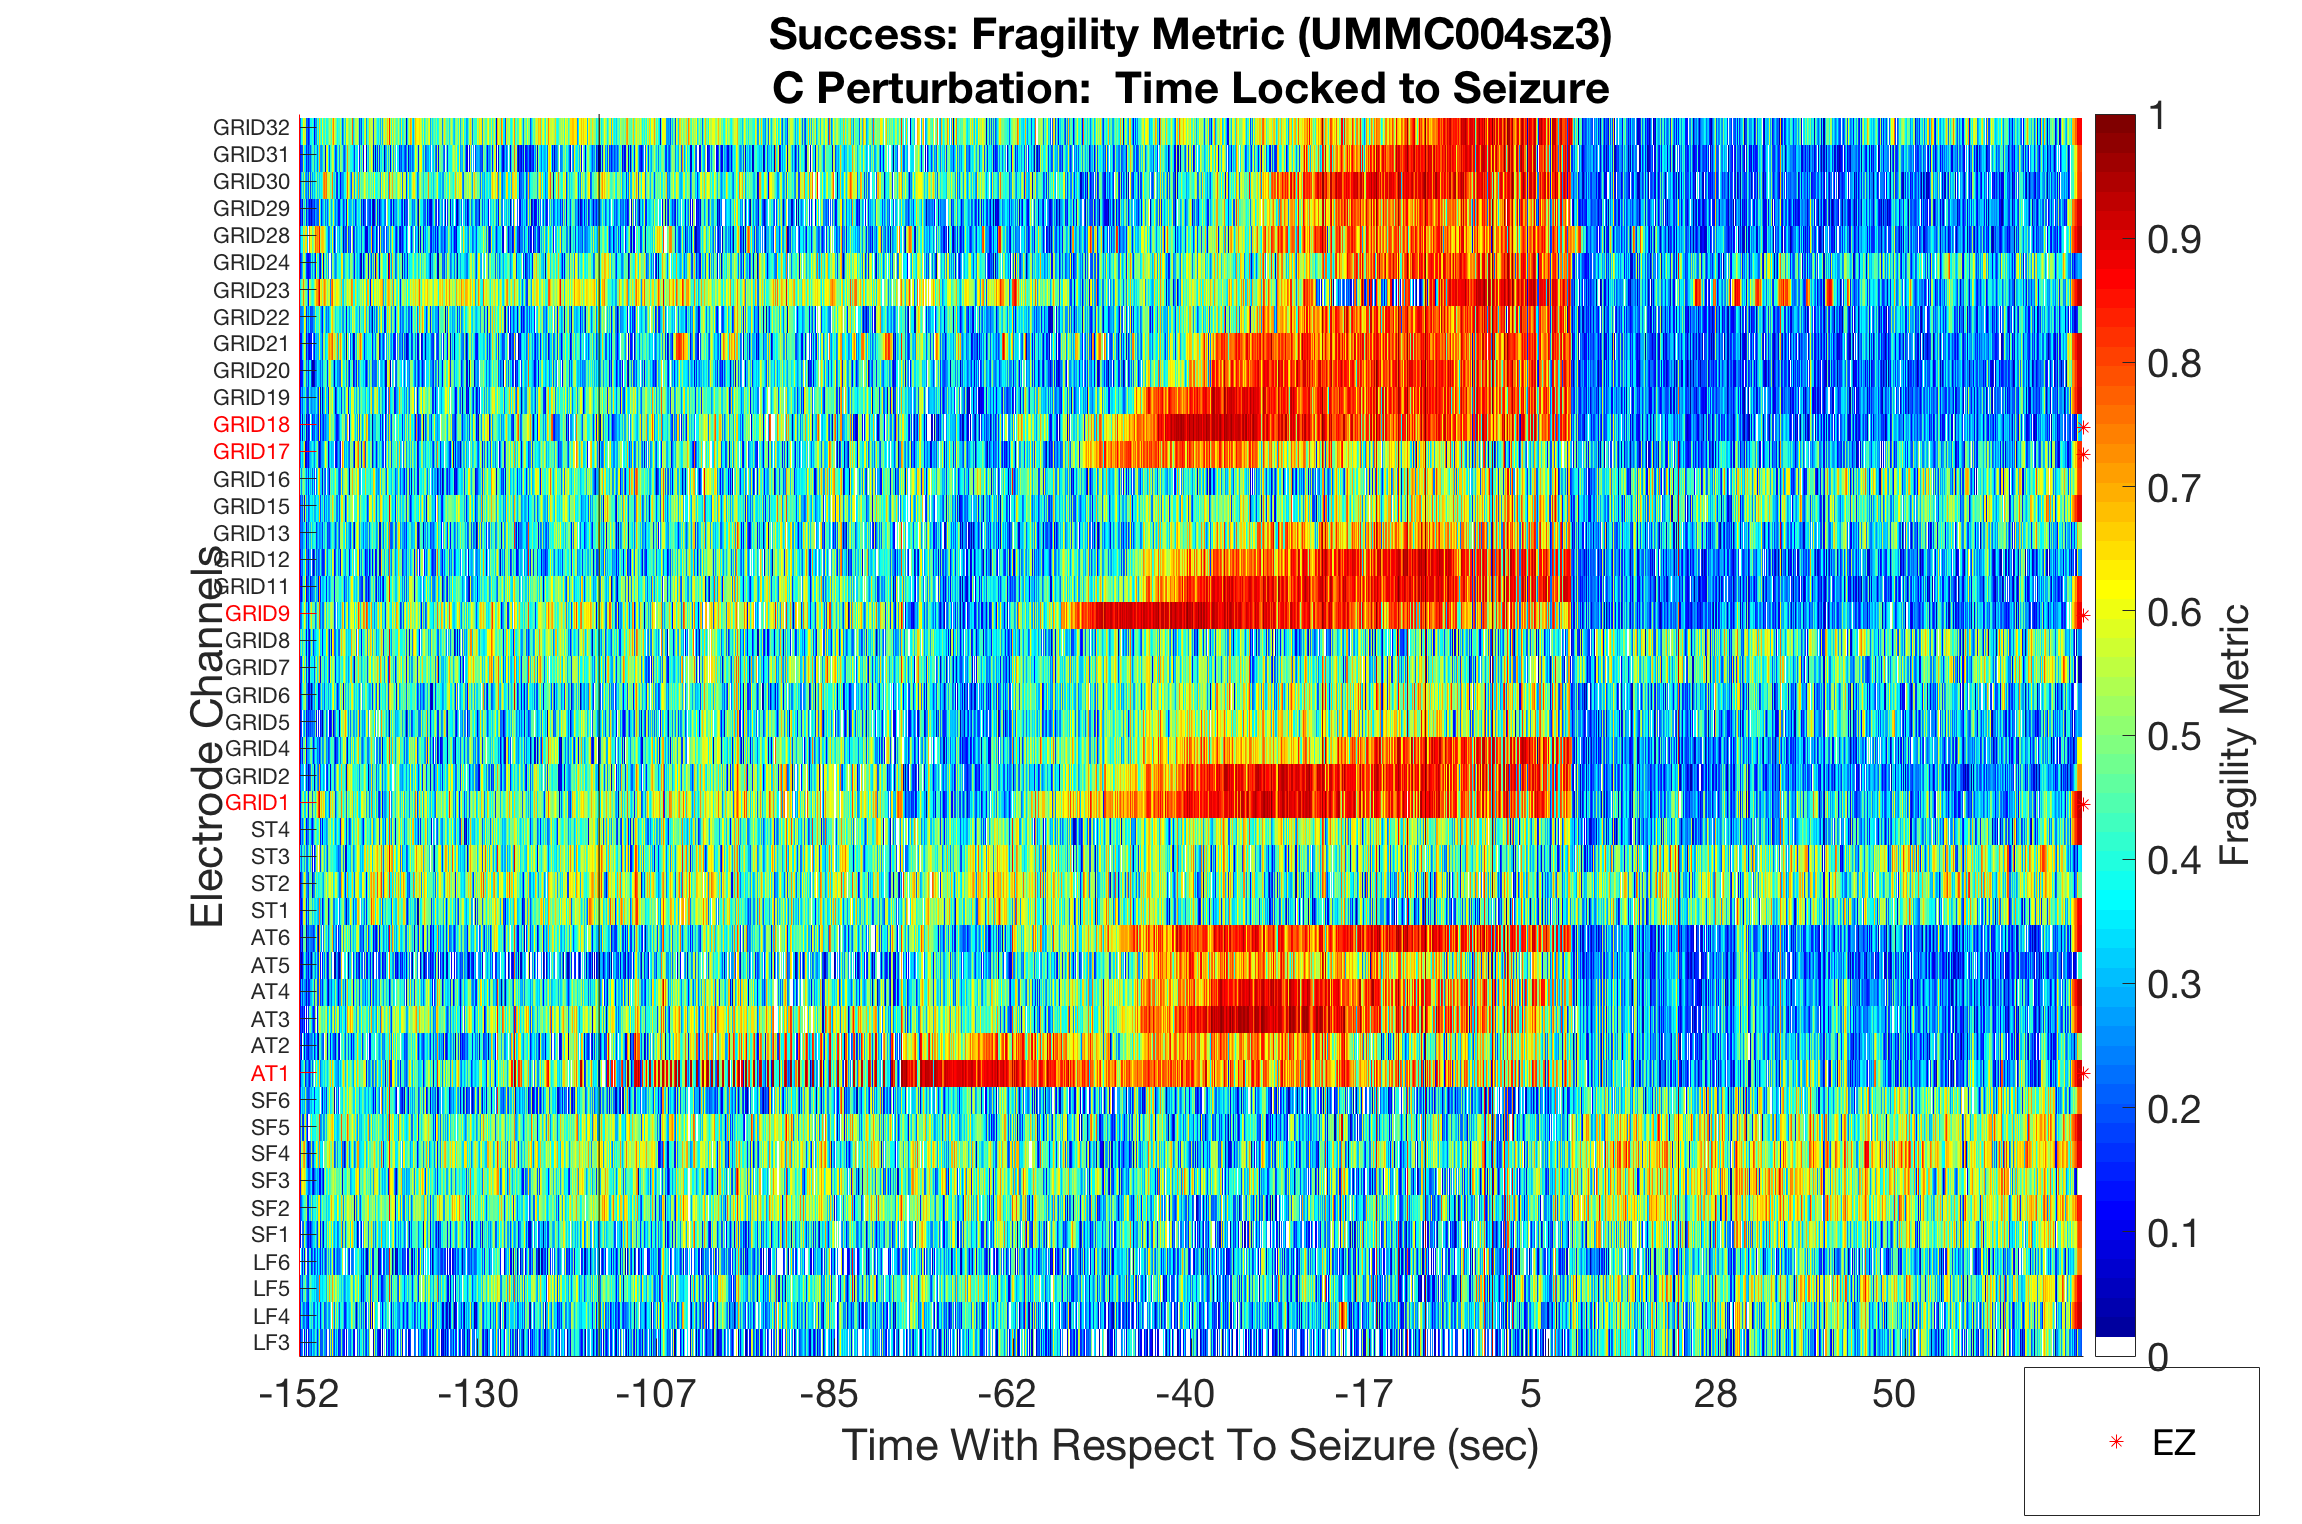 Success: Fragility Metric (UMMC004sz3)
C Perturbation:  Time Locked to Seizure
Electrode Channels
GRID32
GRID31
GRID30
GRID29
GRID28
GRID24
GRID23
GRID22
GRID21
GRID20
GRID19
GRID18
GRID17
GRID16
GRID15
GRID13
GRID12
GRID11
GRID9
GRID8
GRID7
GRID6
GRID5
GRID4
GRID2
GRID1
ST4
ST3
ST2
ST1
AT6
AT5
AT4
AT3
AT2
AT1
SF6
SF5
SF4
SF3
SF2
SF1
LF6
LF5
LF4
LF3
-152 -130 -107 -85 -62 -40 -17 5 28 50
Time With Respect To Seizure (sec)
1
0.9
0.8
0.7
0.6
0.5
0.4
0.3
0.2
0.1
0
Fragility Metric
EZ